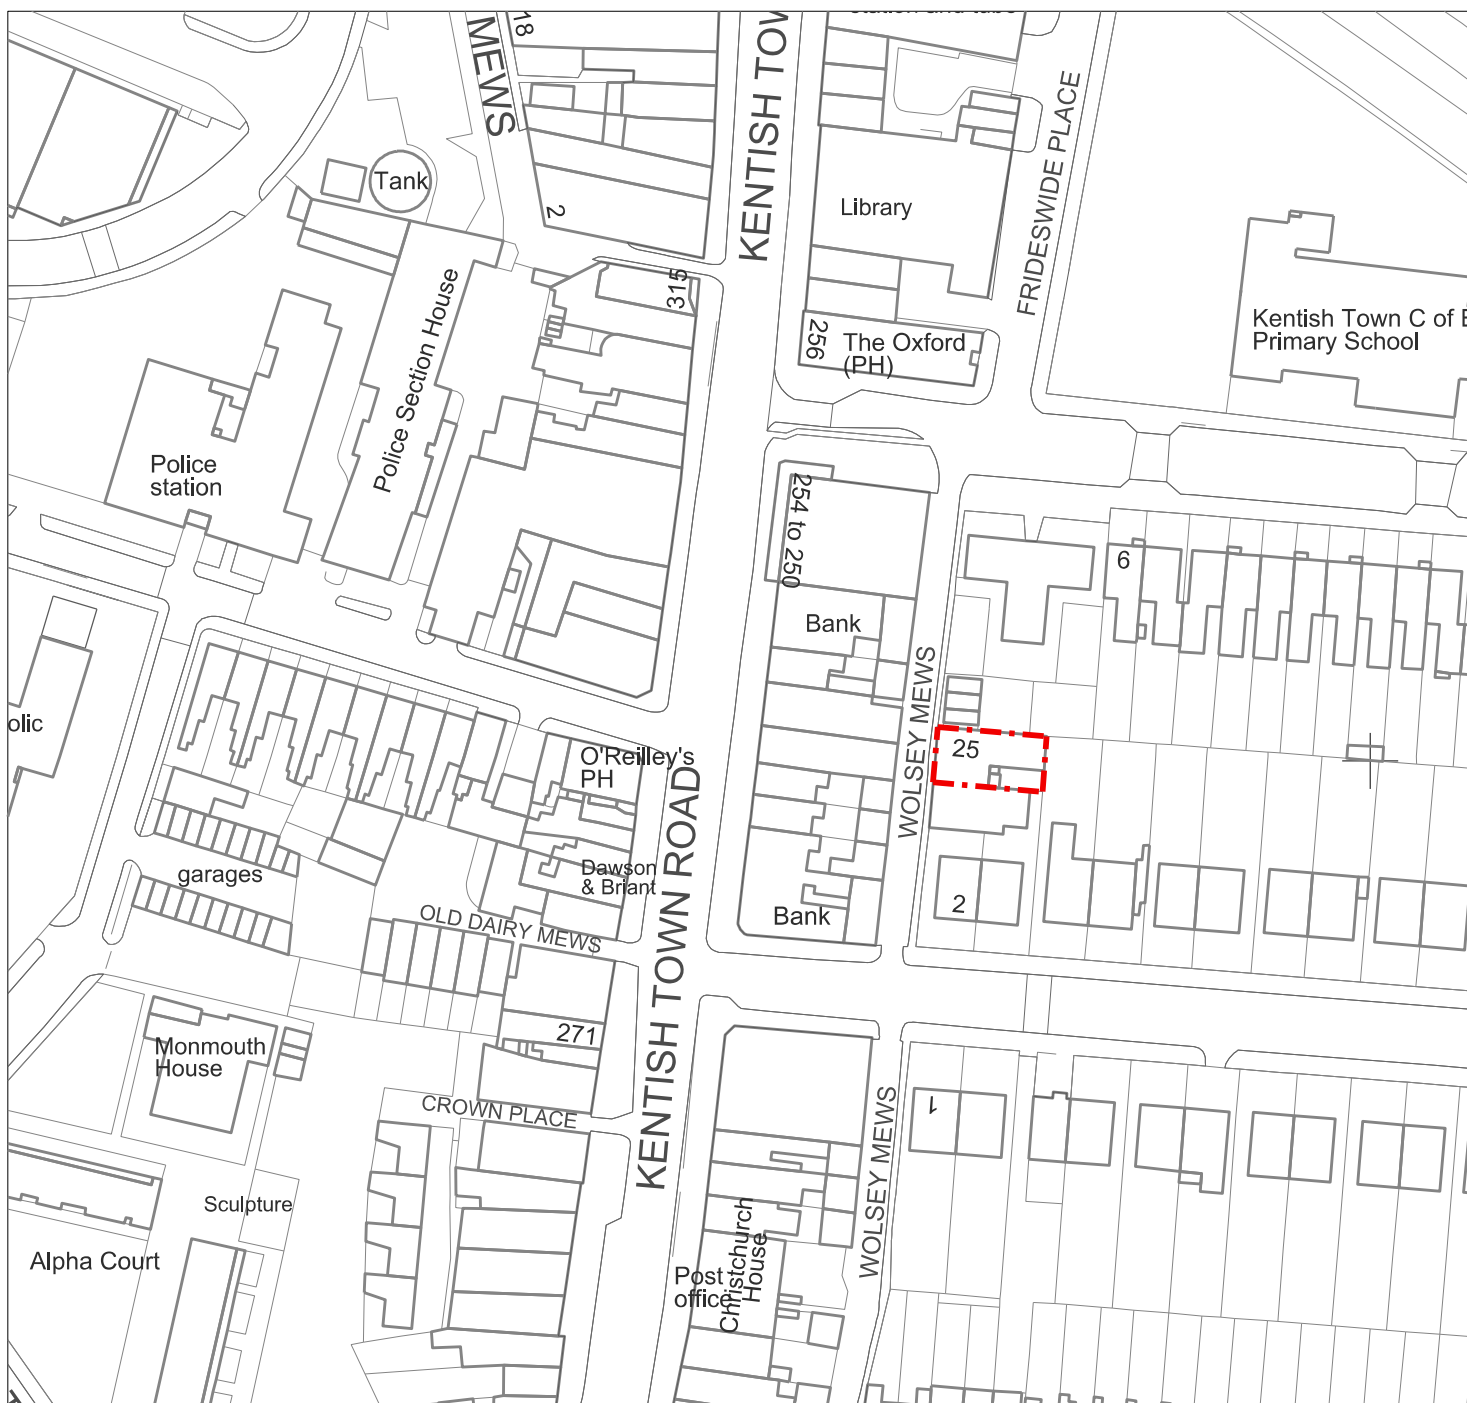 MEWS
18
KENTISH TOW
Tank
2
Library
FRIDESWIDE PLACE
315
256
The Oxford
(PH)
Kentish Town C of E
Primary School
Police Section House
Police
station
254 to 250
6
Bank
WOLSEY MEWS
olic
25
O'Reilley's
PH
KENTISH TOWN ROAD
garages
Dawson
& Briant
Bank
2
OLD DAIRY MEWS
271
Monmouth
House
CROWN PLACE
1
WOLSEY MEWS
Sculpture
Alpha Court
Post
office
Christchurch
House